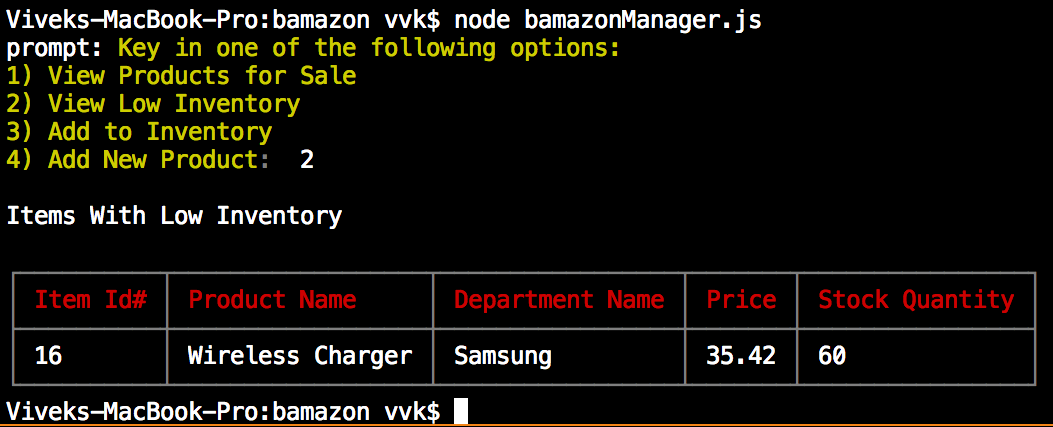 Viveks-MacBook-Pro:bamazon vvk$ node bamazonManager.js
prompt: Key in one of the following options:
1) View Products for Sale
2) View Low Inventory
3) Add to Inventory
4) Add New Product:  2
Items With Low Inventory
Item Id# Product Name Department Name Price Stock Quantity
16 Wireless Charger Samsung 35.42 60
Viveks-MacBook-Pro:bamazon vvk$